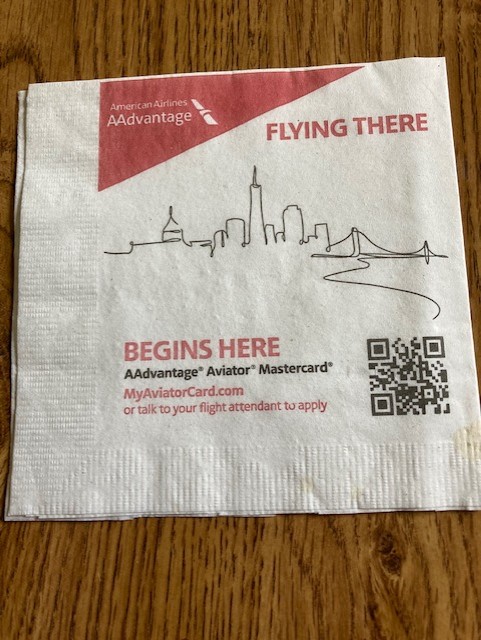 American Airlines
AAdvantage
FLYING THERE
BEGINS HERE
AAdvantage® Aviator® Mastercard®
MyAviatorCard.com
or talk to your flight attendant to apply